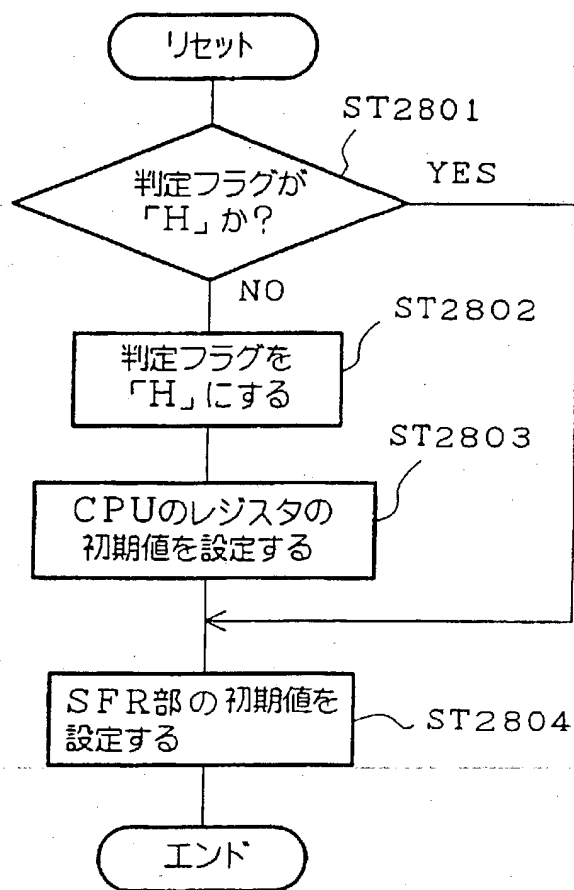 リセット
ST2801
判定フラグが
「H」か?
YES
NO
ST2802
判定フラグを
「H」にする
ST2803
CPUのレジスタの
初期値を設定する
SFR部の初期値を
設定する
ST2804
エンド